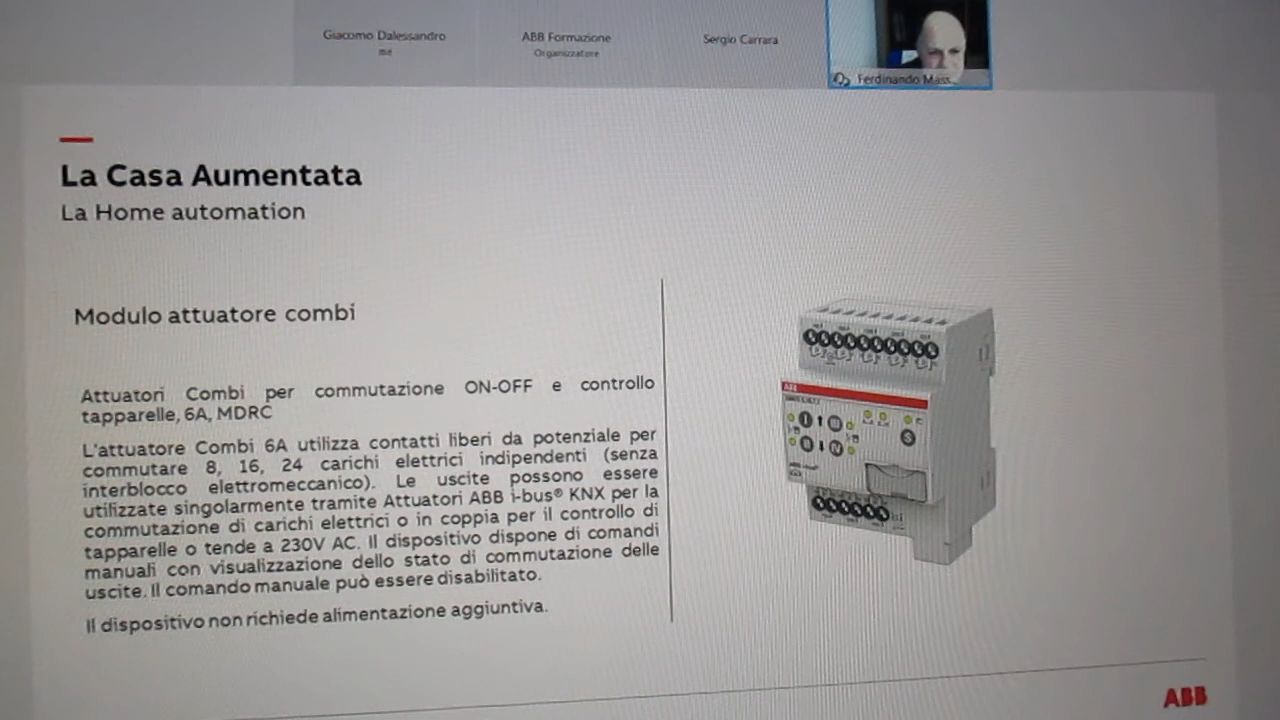 Giacomo Dalessandro
me
ABB Formazione
Organizzatore
Sergio Carrara
Ferdinando Mass...
La Casa Aumentata
La Home automation
Modulo attuatore combi
Attuatori Combi per commutazione ON-OFF e controllo
tapparelle, 6A, MDRC
L'attuatore Combi 6A utilizza contatti liberi da potenziale per
commutare 8, 16, 24 carichi elettrici indipendenti (senza
interblocco elettromeccanico). Le uscite possono essere
utilizzate singolarmente tramite Attuatori ABB i-bus® KNX per la
commutazione di carichi elettrici o in coppia per il controllo di
tapparelle o tende a 230V AC. Il dispositivo dispone di comandi
manuali con visualizzazione dello stato di commutazione delle
uscite. Il comando manuale può essere disabilitato.
Il dispositivo non richiede alimentazione aggiuntiva.
ABB
ABB